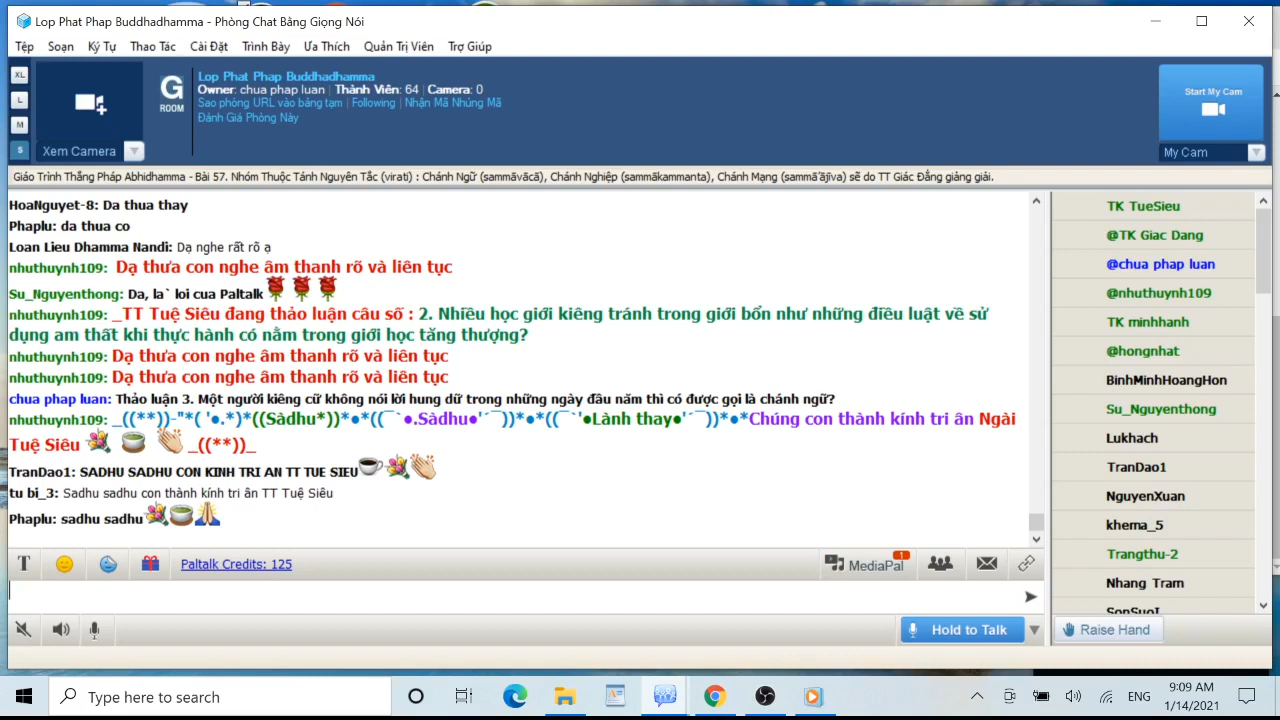 Lop Phat Phap Buddhadhamma - Phòng Chat Bằng Giọng Nói
Tệp Soạn Ký Tự Thao Tác Cài Đặt Trình Bày Ưa Thích Quản Trị Viên Trợ Giúp
XL
L
M
S
Xem Camera
G
ROOM
Lop Phat Phap Buddhadhamma
Owner: chua phap luan | Thành Viên: 64 | Camera: 0
Sao phòng URL vào bảng tạm | Following | Nhận Mã Nhúng Mã
Đánh Giá Phòng Này
Start My Cam
My Cam
Giáo Trình Thắng Pháp Abhidhamma - Bài 57. Nhóm Thuộc Tánh Nguyên Tắc (virati) : Chánh Ngữ (sammāvācā), Chánh Nghiệp (sammākammanta), Chánh Mạng (sammā'ājīva) sẽ do TT Giác Đẳng giảng giải.
HoaNguyet-8: Da thua thay
Phaplu: da thua co
Loan Lieu Dhamma Nandi: Dạ nghe rất rõ ạ
nhuthuynh109: Dạ thưa con nghe âm thanh rõ và liên tục
Su_Nguyenthong: Da, la` loi cua Paltalk
nhuthuynh109: _TT Tuệ Siêu đang thảo luận câu số : 2. Nhiều học giới kiêng tránh trong giới bổn như những điều luật về sử
dụng am thất khi thực hành có nằm trong giới học tăng thượng?
nhuthuynh109: Dạ thưa con nghe âm thanh rõ và liên tục
nhuthuynh109: Dạ thưa con nghe âm thanh rõ và liên tục
chua phap luan: Thảo luận 3. Một người kiêng cữ không nói lời hung dữ trong những ngày đầu năm thì có được gọi là chánh ngữ?
nhuthuynh109: _((**))-"*( '●.*)*((Sàdhu*))*●*((¯`●.Sàdhu●'´¯))*●*((¯`'●Lành thay●'´¯))*●*Chúng con thành kính tri ân Ngài
Tuệ Siêu _((**))_
TranDao1: SADHU SADHU CON KINH TRI AN TT TUE SIEU
tu bi_3: Sadhu sadhu con thành kính tri ân TT Tuệ Siêu
Phaplu: sadhu sadhu
TK TueSieu
@TK Giac Dang
@chua phap luan
@nhuthuynh109
TK minhhanh
@hongnhat
BinhMinhHoangHon
Su_Nguyenthong
Lukhach
TranDao1
NguyenXuan
khema_5
Trangthu-2
Nhang Tram
SonSuoI
T Paltalk Credits: 125 MediaPal 1
Hold to Talk
Raise Hand
Type here to search
ENG
9:09 AM
1/14/2021